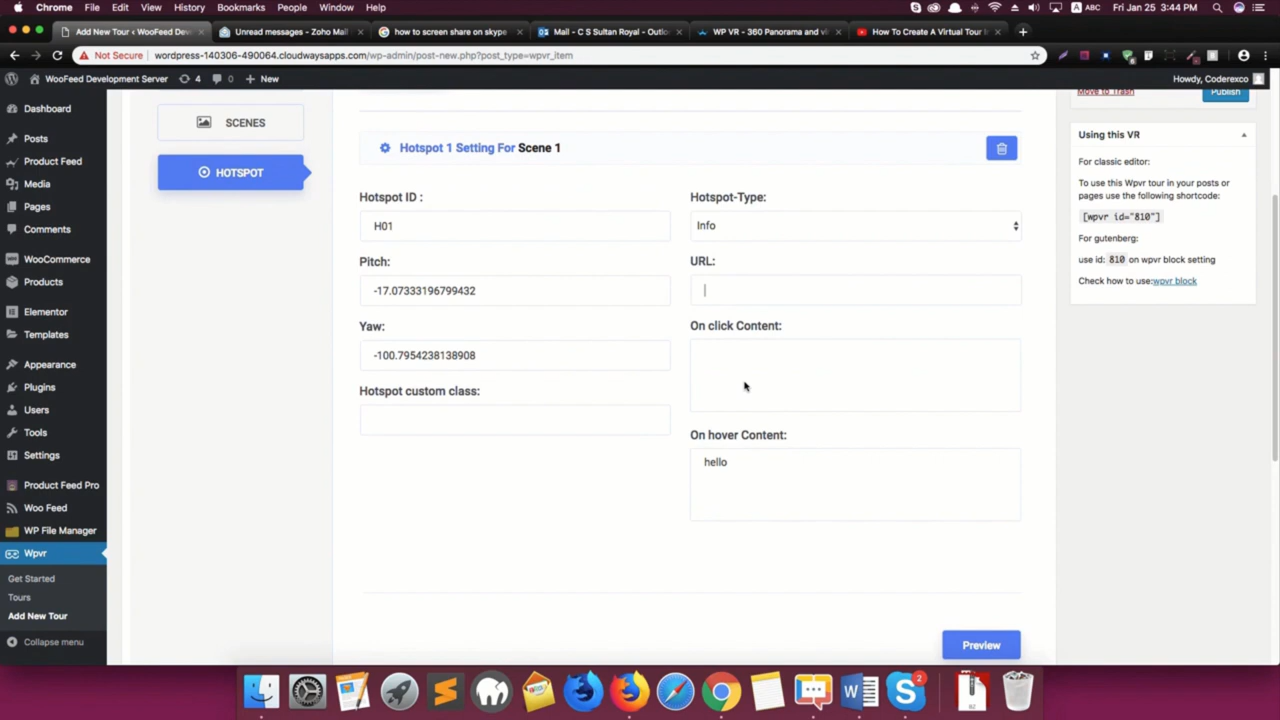 Chrome File Edit View History Bookmarks People Window Help
ABC Fri Jan 25 3:44 PM
Add New Tour ‹ WooFeed Dev
Unread messages - Zoho Mail
how to screen share on skype
Mail - C S Sultan Royal - Outlo
WP VR - 360 Panorama and vi
How To Create A Virtual Tour I
Not Secure wordpress-140306-490064.cloudwaysapps.com/wp-admin/post-new.php?post_type=wpvr_item
WooFeed Development Server 4 0 New Howdy, Coderexco
Dashboard
Posts
Product Feed
Media
Pages
Comments
WooCommerce
Products
Elementor
Templates
Appearance
Plugins
Users
Tools
Settings
Product Feed Pro
Woo Feed
WP File Manager
Wpvr
Get Started
Tours
Add New Tour
Collapse menu
SCENES
HOTSPOT
Hotspot 1 Setting For Scene 1
Hotspot ID :
H01
Pitch:
-17.07333196799432
Yaw:
-100.7954238138908
Hotspot custom class:
Hotspot-Type:
Info
URL:
On click Content:
On hover Content:
hello
Preview
Move to Trash
Publish
Using this VR
For classic editor:
To use this Wpvr tour in your posts or
pages use the following shortcode:
[wpvr id="810"]
For gutenberg:
use id: 810 on wpvr block setting
Check how to use:wpvr block
2